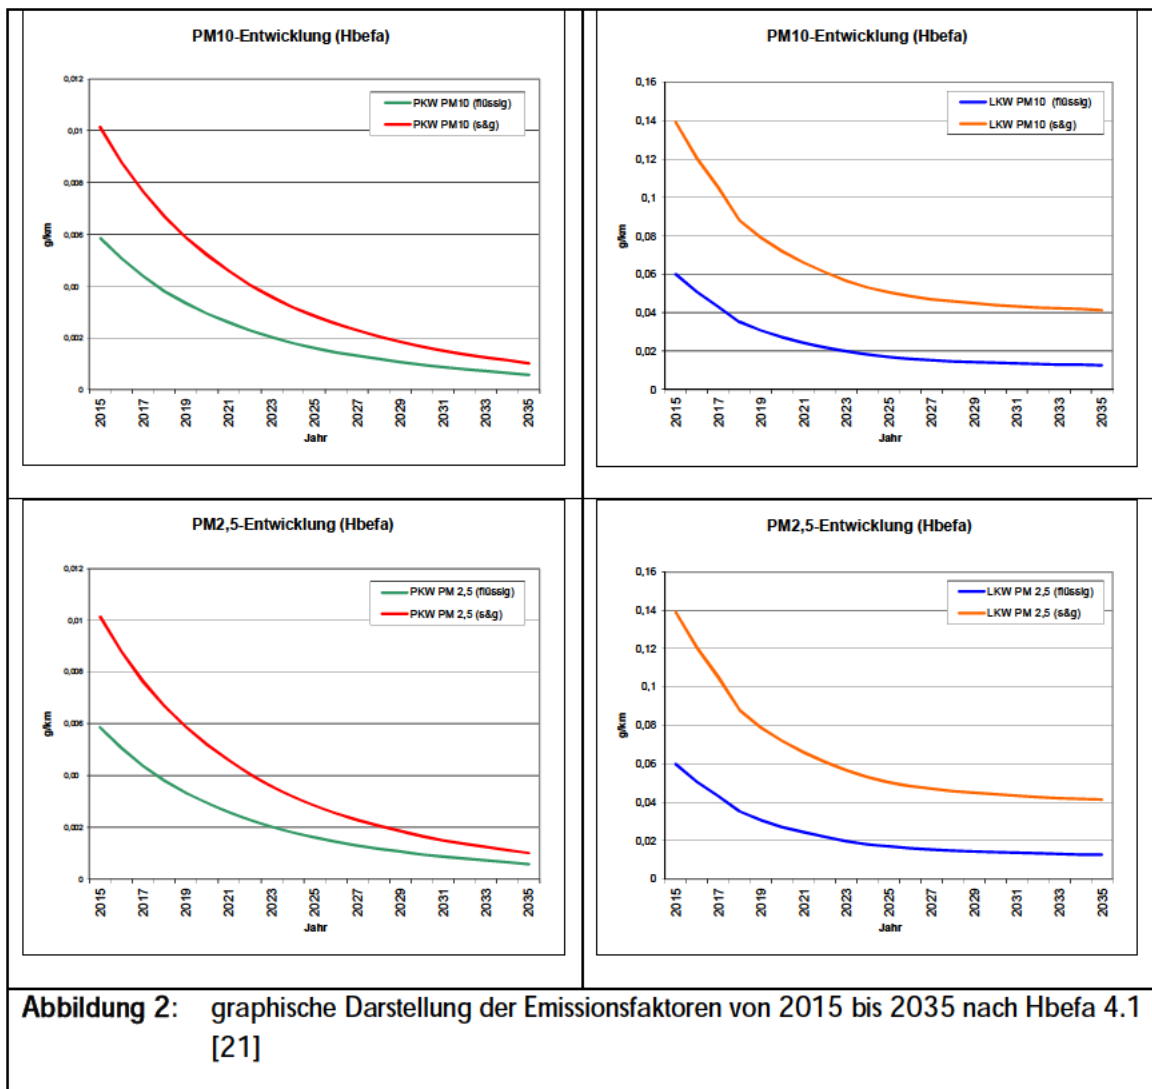 PM10-Entwicklung (Hbefa)
0,012
0,01
0,008
0,006
0,00
0,002
0
g/km
PKW PM10 (flüssig)
PKW PM10 (s&g)
2015 2017 2019 2021 2023 2025 2027 2029 2031 2033 2035
Jahr
PM10-Entwicklung (Hbefa)
0,16
0,14
0,12
0,1
0,08
0,06
0,04
0,02
0
g/km
LKW PM10 (flüssig)
LKW PM10 (s&g)
2015 2017 2019 2021 2023 2025 2027 2029 2031 2033 2035
Jahr
PM2,5-Entwicklung (Hbefa)
0,012
0,01
0,008
0,006
0,00
0,002
0
g/km
PKW PM 2,5 (flüssig)
PKW PM 2,5 (s&g)
2015 2017 2019 2021 2023 2025 2027 2029 2031 2033 2035
Jahr
PM2,5-Entwicklung (Hbefa)
0,16
0,14
0,12
0,1
0,08
0,06
0,04
0,02
0
g/km
LKW PM 2,5 (flüssig)
LKW PM 2,5 (s&g)
2015 2017 2019 2021 2023 2025 2027 2029 2031 2033 2035
Jahr
Abbildung 2: graphische Darstellung der Emissionsfaktoren von 2015 bis 2035 nach Hbefa 4.1
[21]